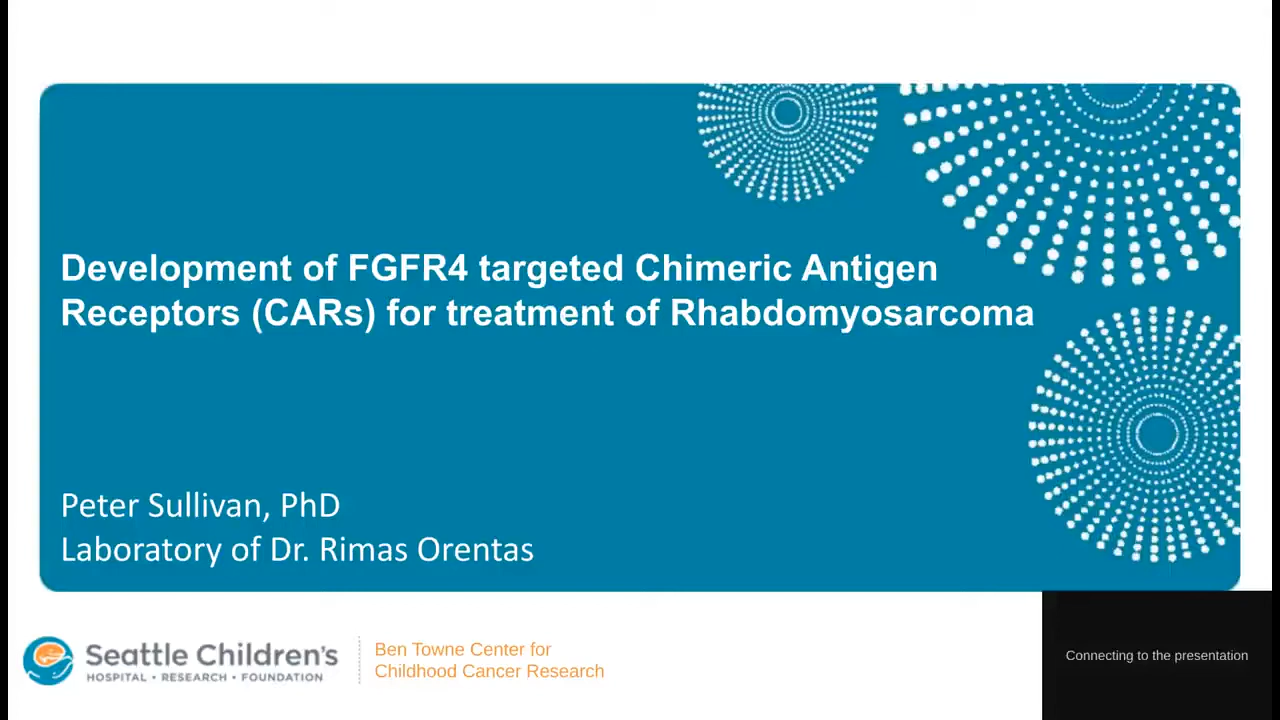 Development of FGFR4 targeted Chimeric Antigen
Receptors (CARs) for treatment of Rhabdomyosarcoma
Peter Sullivan, PhD
Laboratory of Dr. Rimas Orentas
Seattle Children's
HOSPITAL • RESEARCH • FOUNDATION
Ben Towne Center for
Childhood Cancer Research
Connecting to the presentation